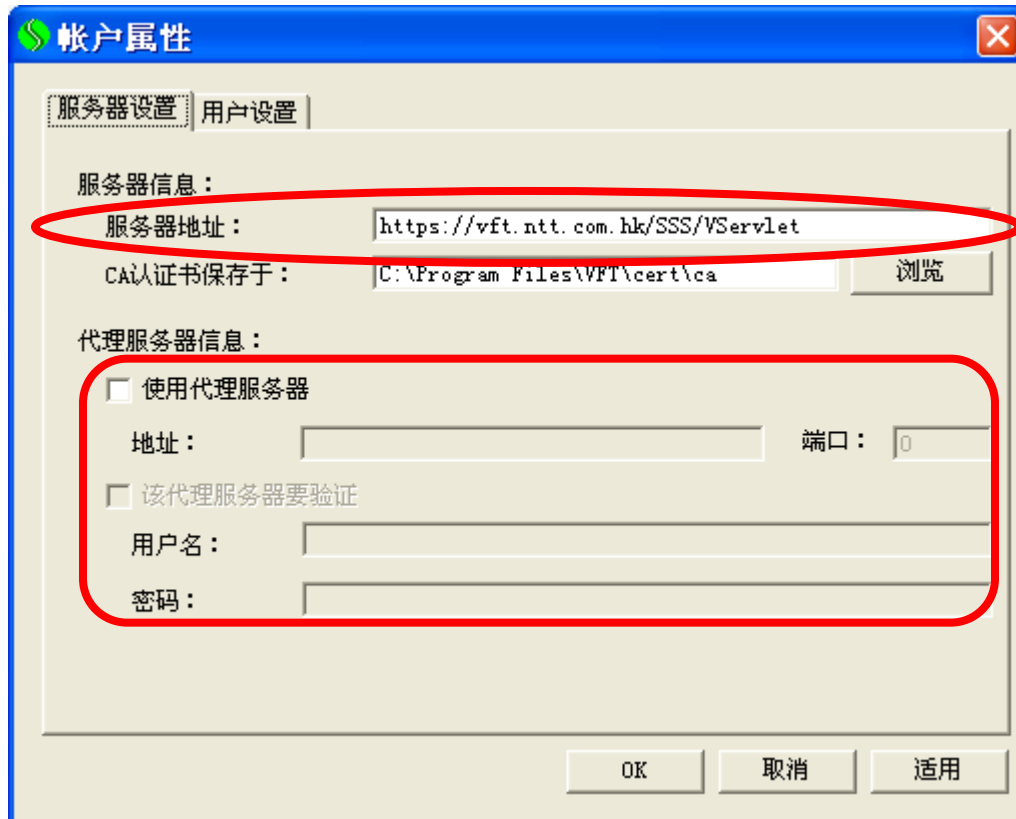 帐户属性
服务器设置 用户设置
服务器信息：
服务器地址： https://vft.ntt.com.hk/SSS/VServlet
CA认证书保存于： C:\Program Files\VFT\cert\ca 浏览
代理服务器信息：
使用代理服务器
地址： 端口： 0
该代理服务器要验证
用户名：
密码：
OK 取消 适用